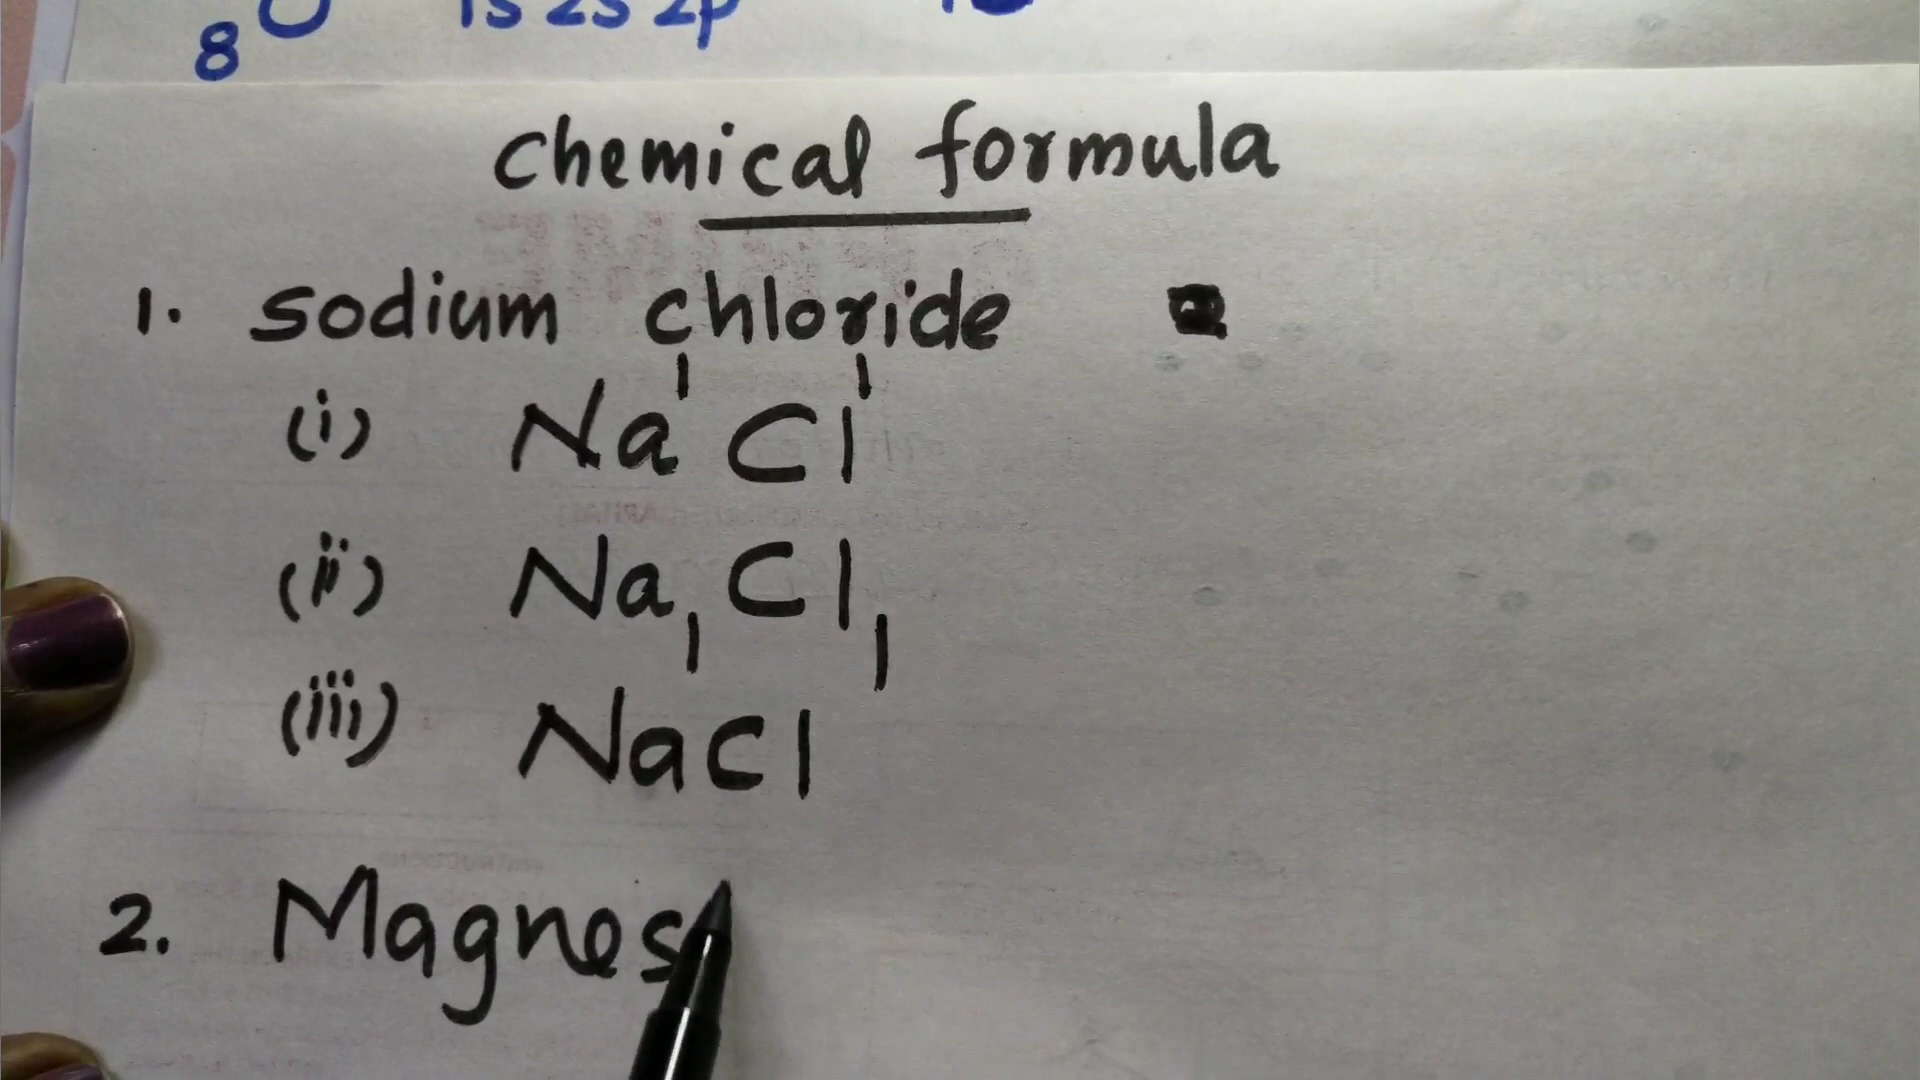 8 O 1s 2s 2p
Chemical formula
1. Sodium chloride
(i) Na¹ Cl¹
(ii) Na₁ Cl₁
(iii) NaCl
2. Magnes